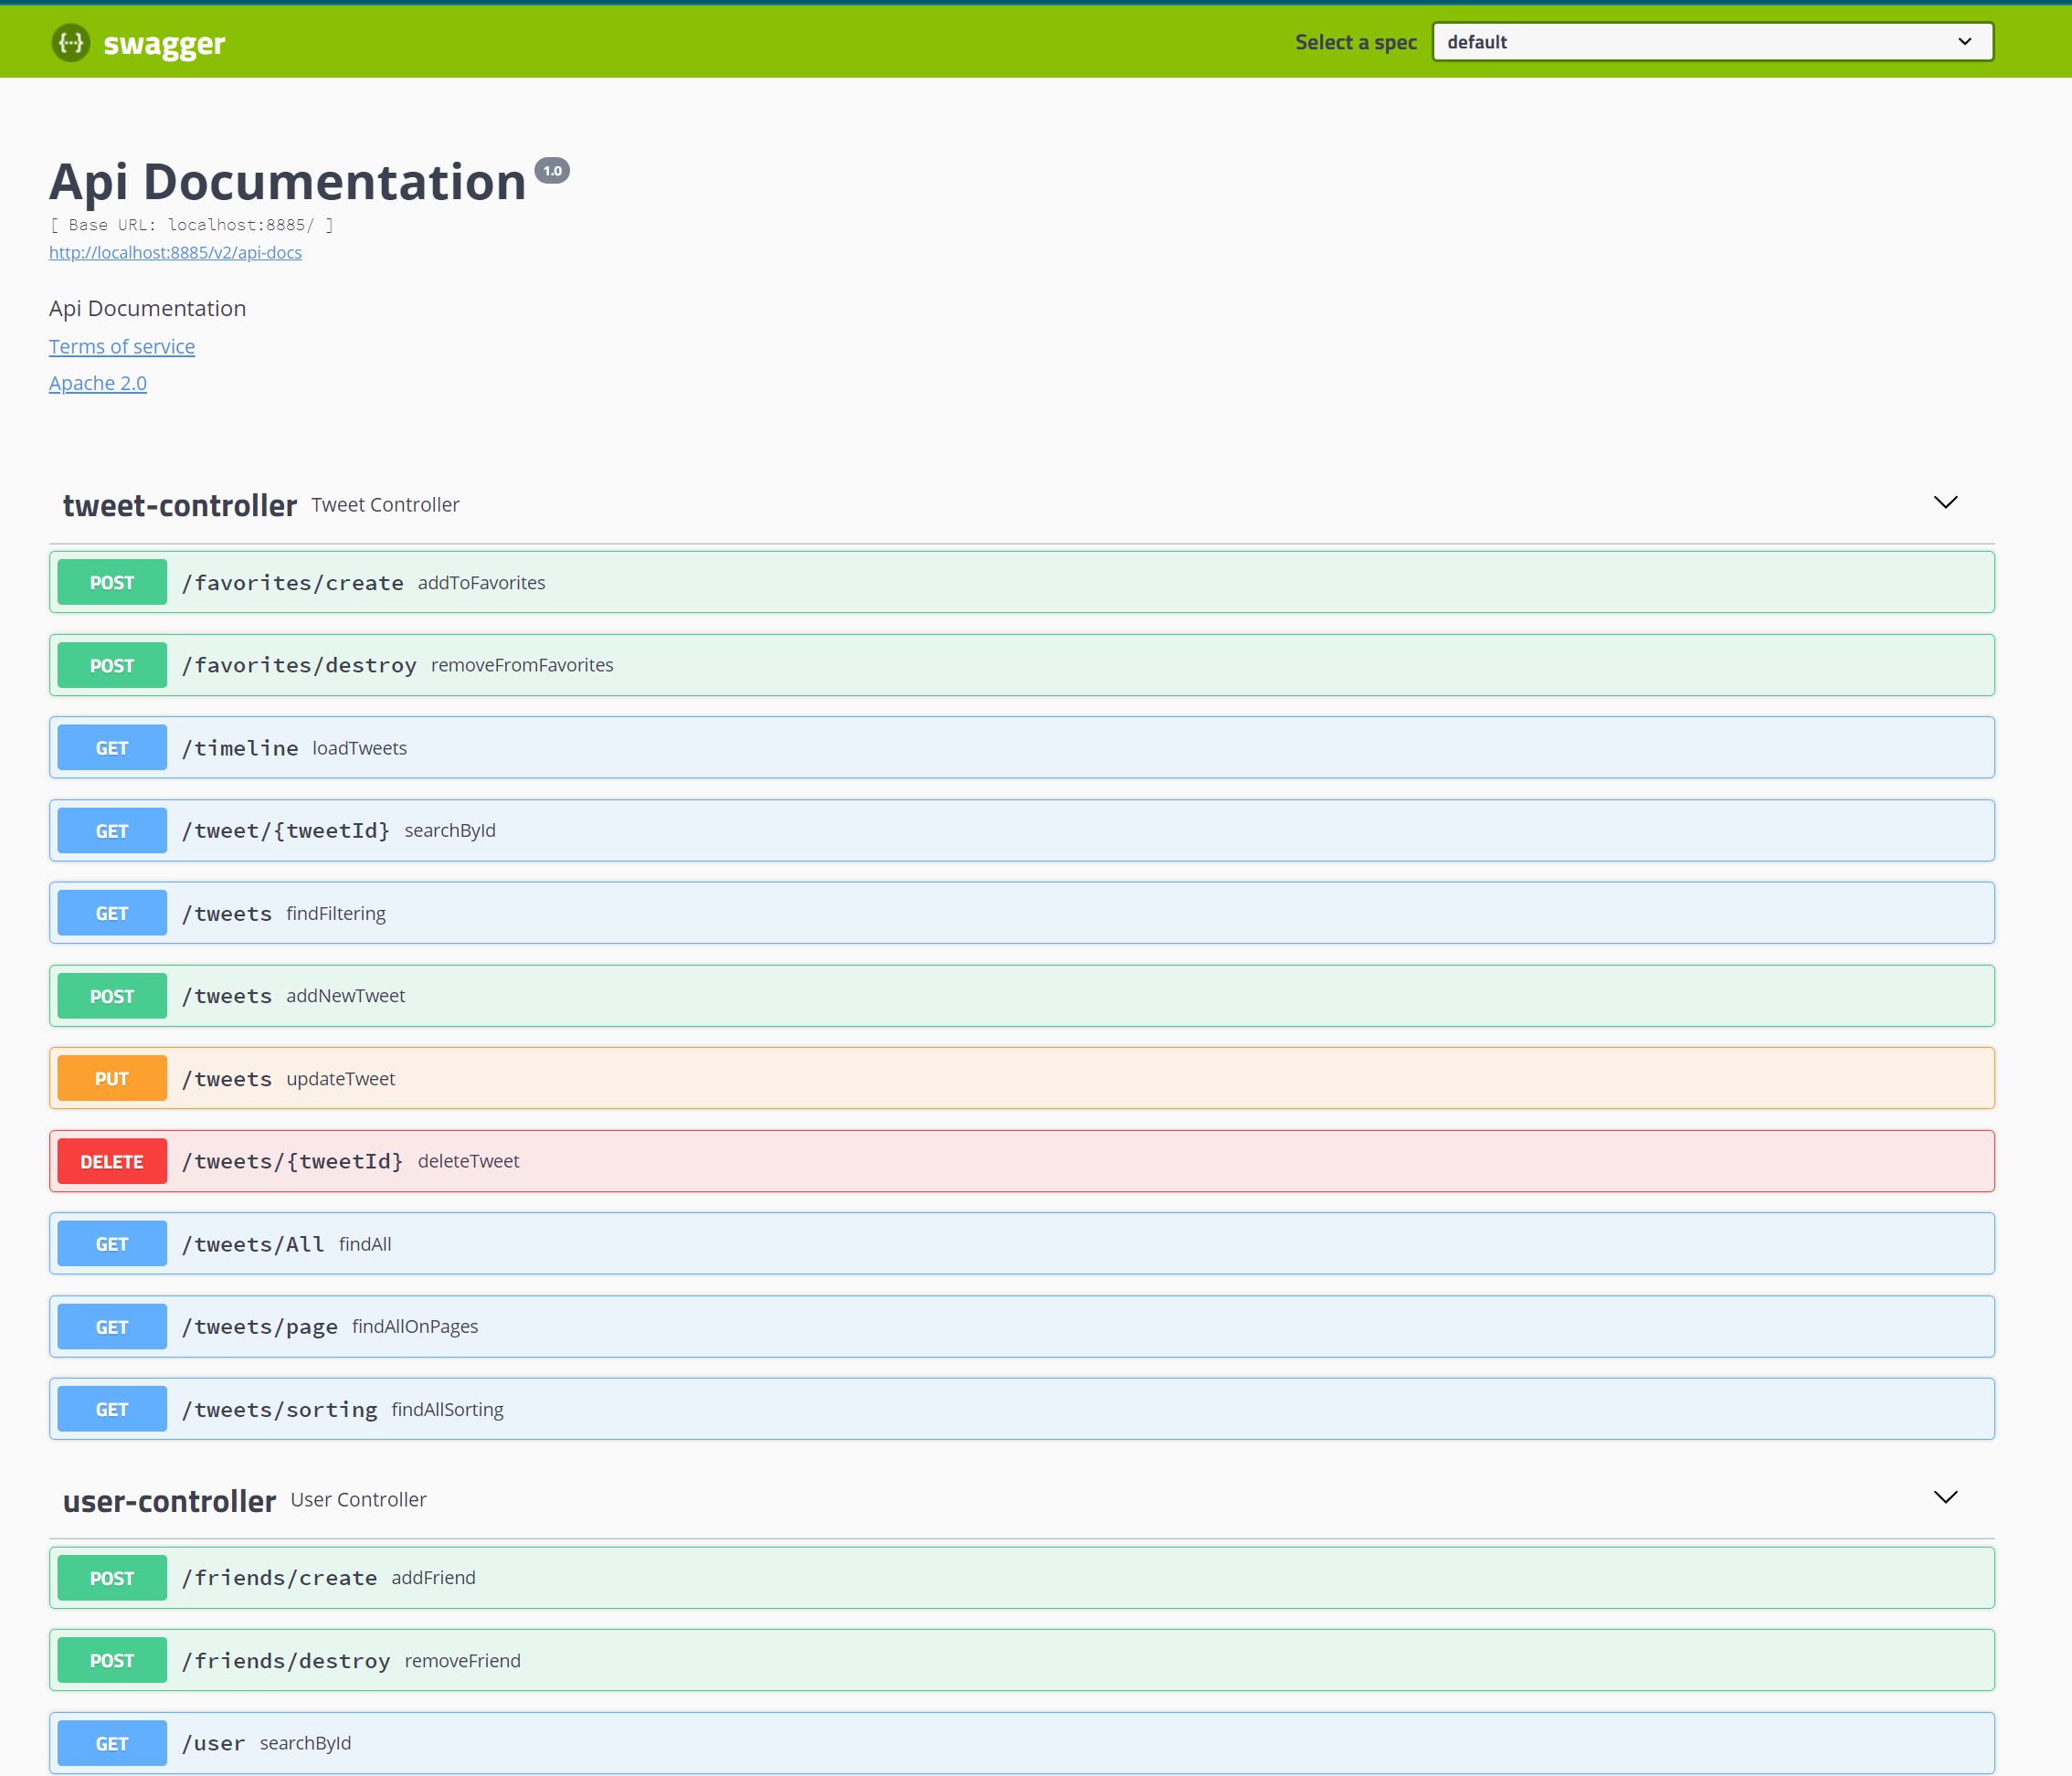 {···} swagger Select a spec default
Api Documentation 1.0
[ Base URL: localhost:8885/ ]
http://localhost:8885/v2/api-docs
Api Documentation
Terms of service
Apache 2.0
tweet-controller Tweet Controller
POST /favorites/create addToFavorites
POST /favorites/destroy removeFromFavorites
GET /timeline loadTweets
GET /tweet/{tweetId} searchById
GET /tweets findFiltering
POST /tweets addNewTweet
PUT /tweets updateTweet
DELETE /tweets/{tweetId} deleteTweet
GET /tweets/All findAll
GET /tweets/page findAllOnPages
GET /tweets/sorting findAllSorting
user-controller User Controller
POST /friends/create addFriend
POST /friends/destroy removeFriend
GET /user searchById